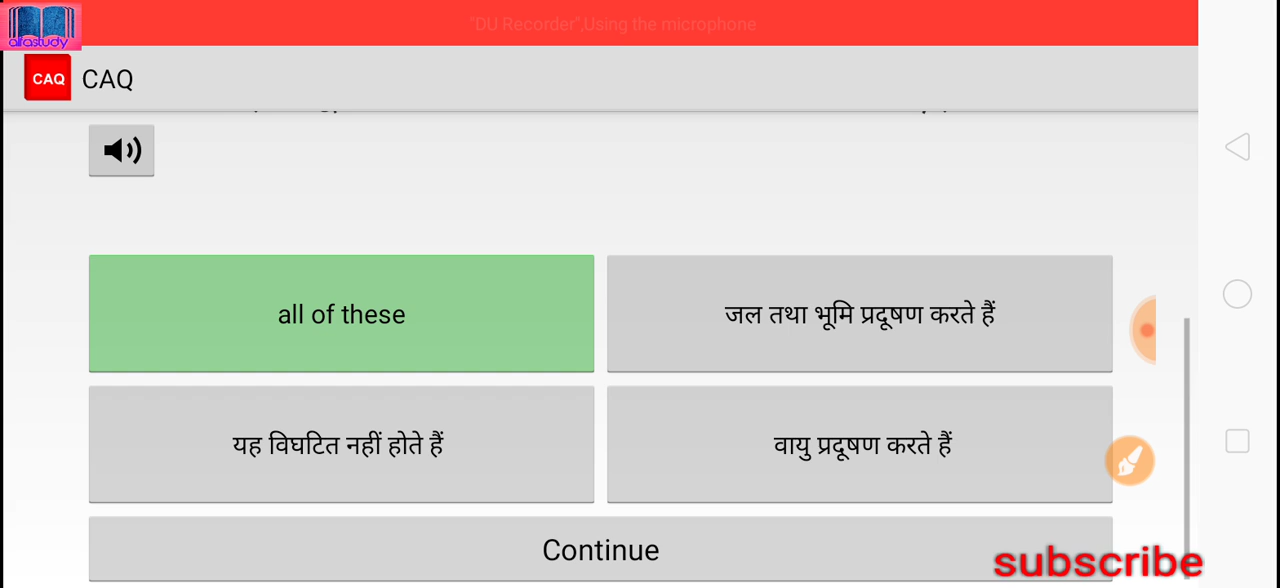 "DU Recorder",Using the microphone
alfastudy
CAQ CAQ
all of these
जल तथा भूमि प्रदूषण करते हैं
यह विघटित नहीं होते हैं
वायु प्रदूषण करते हैं
Continue
subscribe